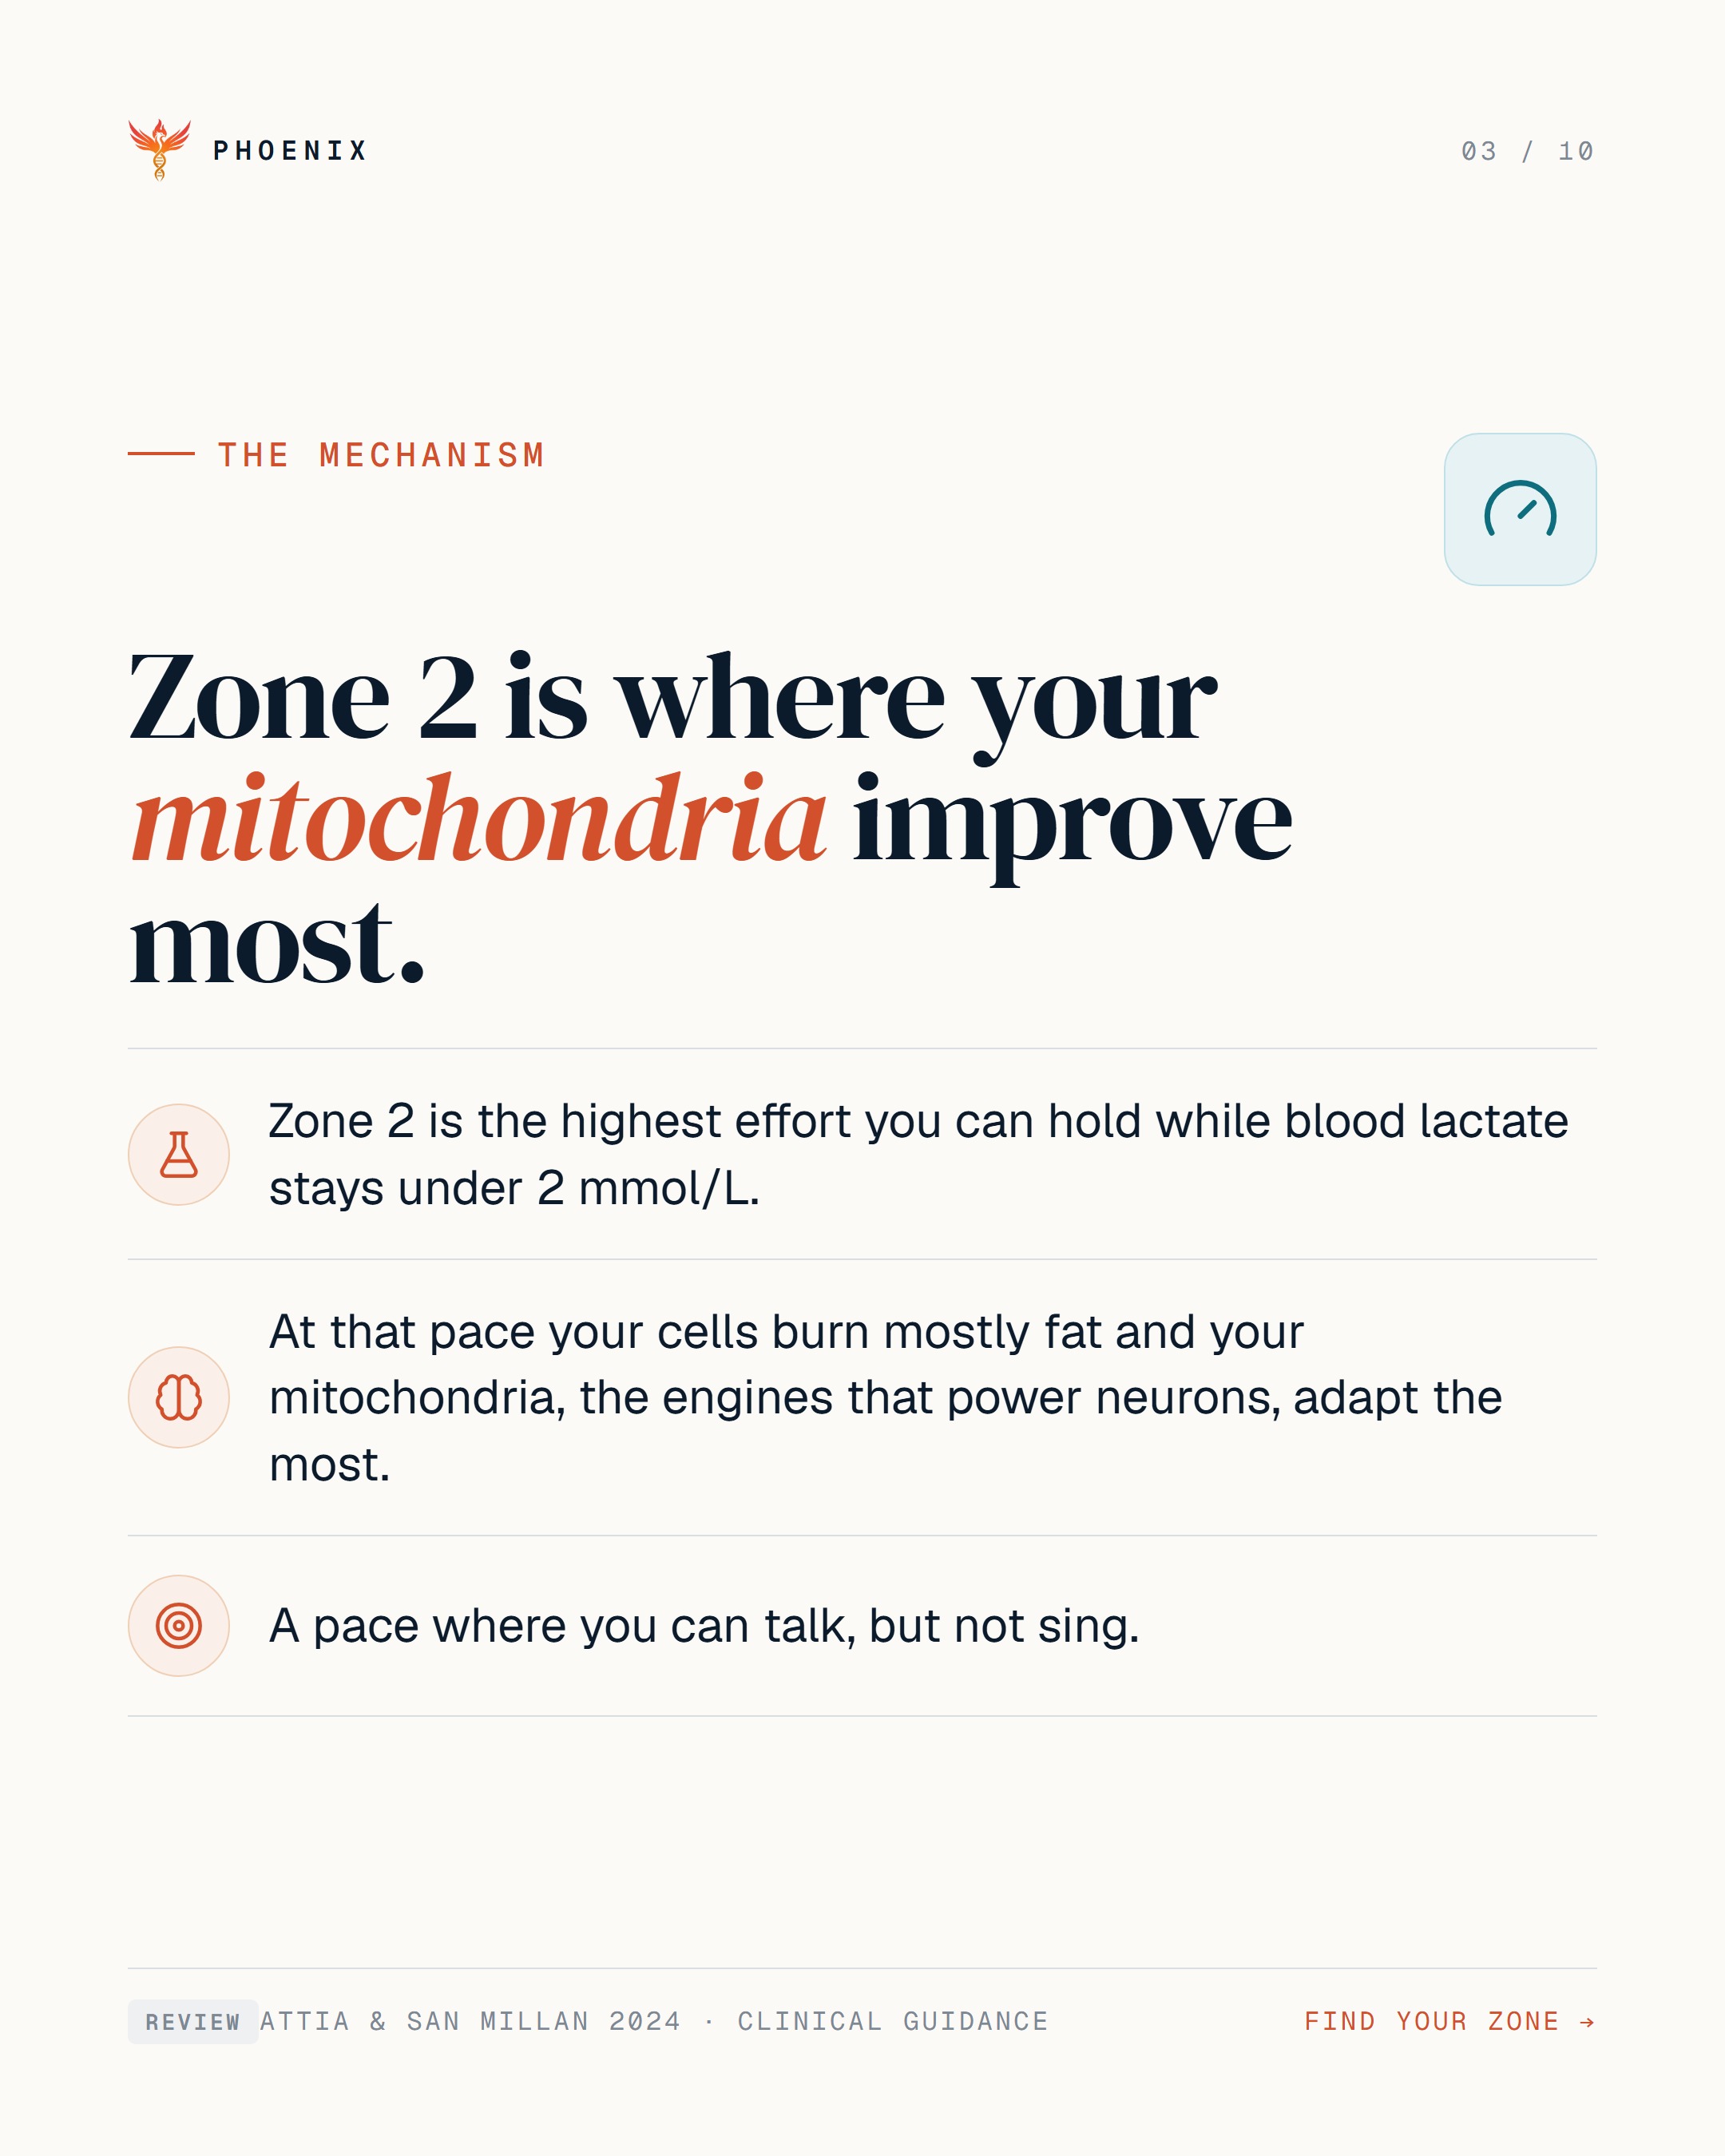 PHOENIX
03 / 10
THE MECHANISM
Zone 2 is where your
mitochondria improve
most.
Zone 2 is the highest effort you can hold while blood lactate
stays under 2 mmol/L.
At that pace your cells burn mostly fat and your
mitochondria, the engines that power neurons, adapt the
most.
A pace where you can talk, but not sing.
REVIEW ATTIA & SAN MILLAN 2024 · CLINICAL GUIDANCE
FIND YOUR ZONE →